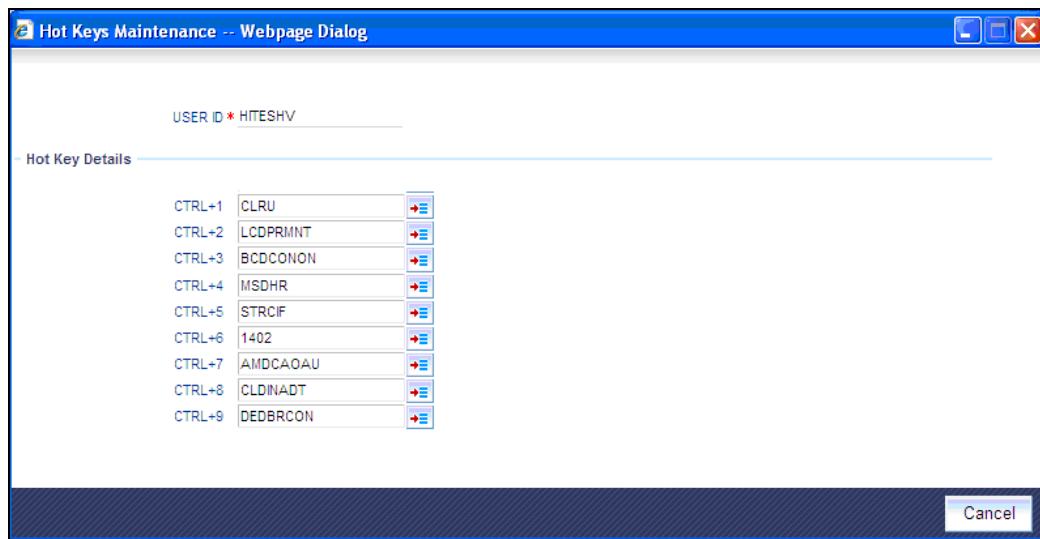 Hot Keys Maintenance -- Webpage Dialog
USER ID * HITESHV
Hot Key Details
CTRL+1 CLRU
CTRL+2 LCDPRMNT
CTRL+3 BCDCONON
CTRL+4 MSDHR
CTRL+5 STRCIF
CTRL+6 1402
CTRL+7 AMDCAOAU
CTRL+8 CLDINADT
CTRL+9 DEDBRCON
Cancel